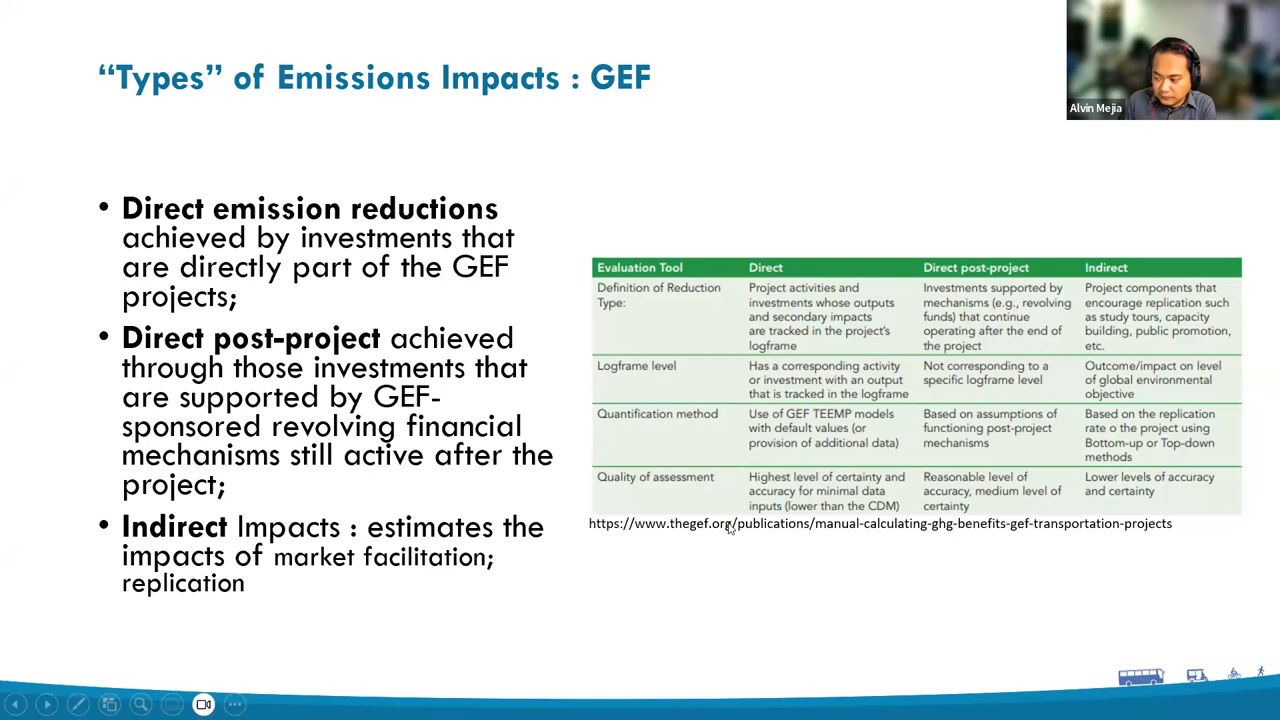 “Types” of Emissions Impacts : GEF
Alvin Mejia
• Direct emission reductions
achieved by investments that
are directly part of the GEF
projects;
• Direct post-project achieved
through those investments that
are supported by GEF-
sponsored revolving financial
mechanisms still active after the
project;
• Indirect Impacts : estimates the
impacts of market facilitation;
replication
Evaluation Tool Direct Direct post-project Indirect
Definition of Reduction Project activities and Investments supported by Project components that
Type: investments whose outputs mechanisms (e.g., revolving encourage replication such
and secondary impacts funds) that continue as study tours, capacity
are tracked in the project’s operating after the end of building, public promotion,
logframe the project etc.
Logframe level Has a corresponding activity Not corresponding to a Outcome/impact on level
or investment with an output specific logframe level of global environmental
that is tracked in the logframe objective
Quantification method Use of GEF TEEMP models Based on assumptions of Based on the replication
with default values (or functioning post-project rate o the project using
provision of additional data) mechanisms Bottom-up or Top-down
methods
Quality of assessment Highest level of certainty and Reasonable level of Lower levels of accuracy
accuracy for minimal data accuracy, medium level of and certainty
inputs (lower than the CDM) certainty
https://www.thegef.org/publications/manual-calculating-ghg-benefits-gef-transportation-projects